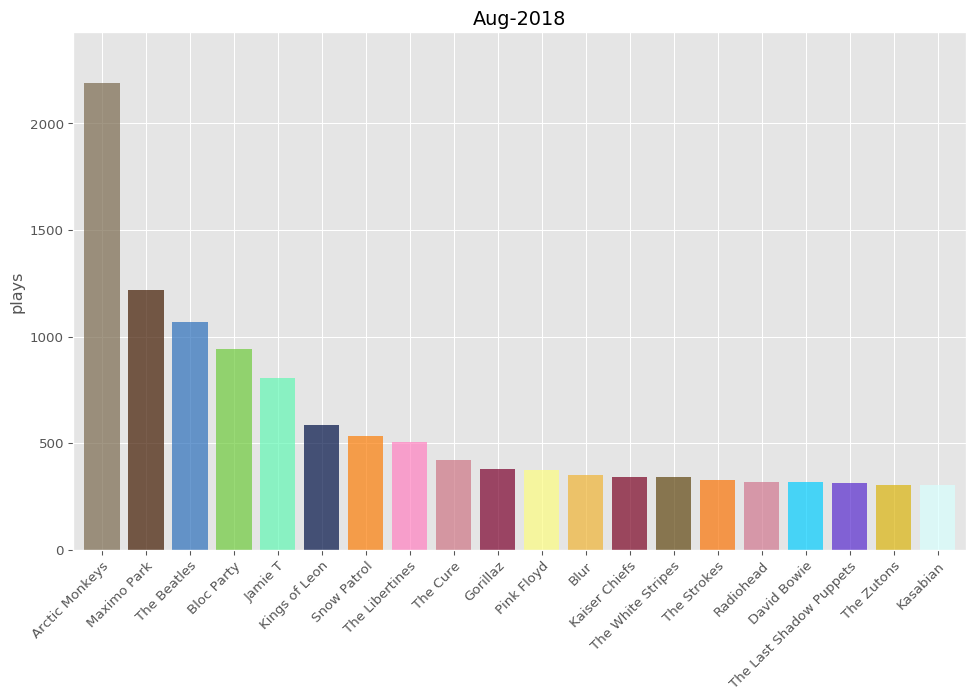 Aug-2018
plays
2000
1500
1000
500
0
Arctic Monkeys
Maximo Park
The Beatles
Bloc Party
Jamie T
Kings of Leon
Snow Patrol
The Libertines
The Cure
Gorillaz
Pink Floyd
Blur
Kaiser Chiefs
The White Stripes
The Strokes
Radiohead
David Bowie
The Last Shadow Puppets
The Zutons
Kasabian